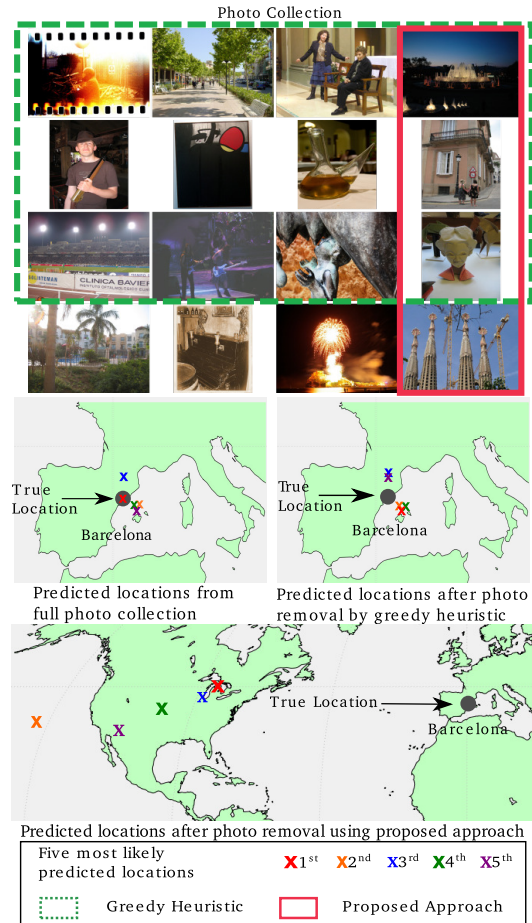 Photo Collection
CLINICA BAVIER
True
Location
Barcelona
True
Location
Barcelona
Predicted locations from
full photo collection
Predicted locations after photo
removal by greedy heuristic
True Location
Barcelona
Predicted locations after photo removal using proposed approach
Five most likely
predicted locations
x1st x2nd x3rd x4th x5th
Greedy Heuristic
Proposed Approach